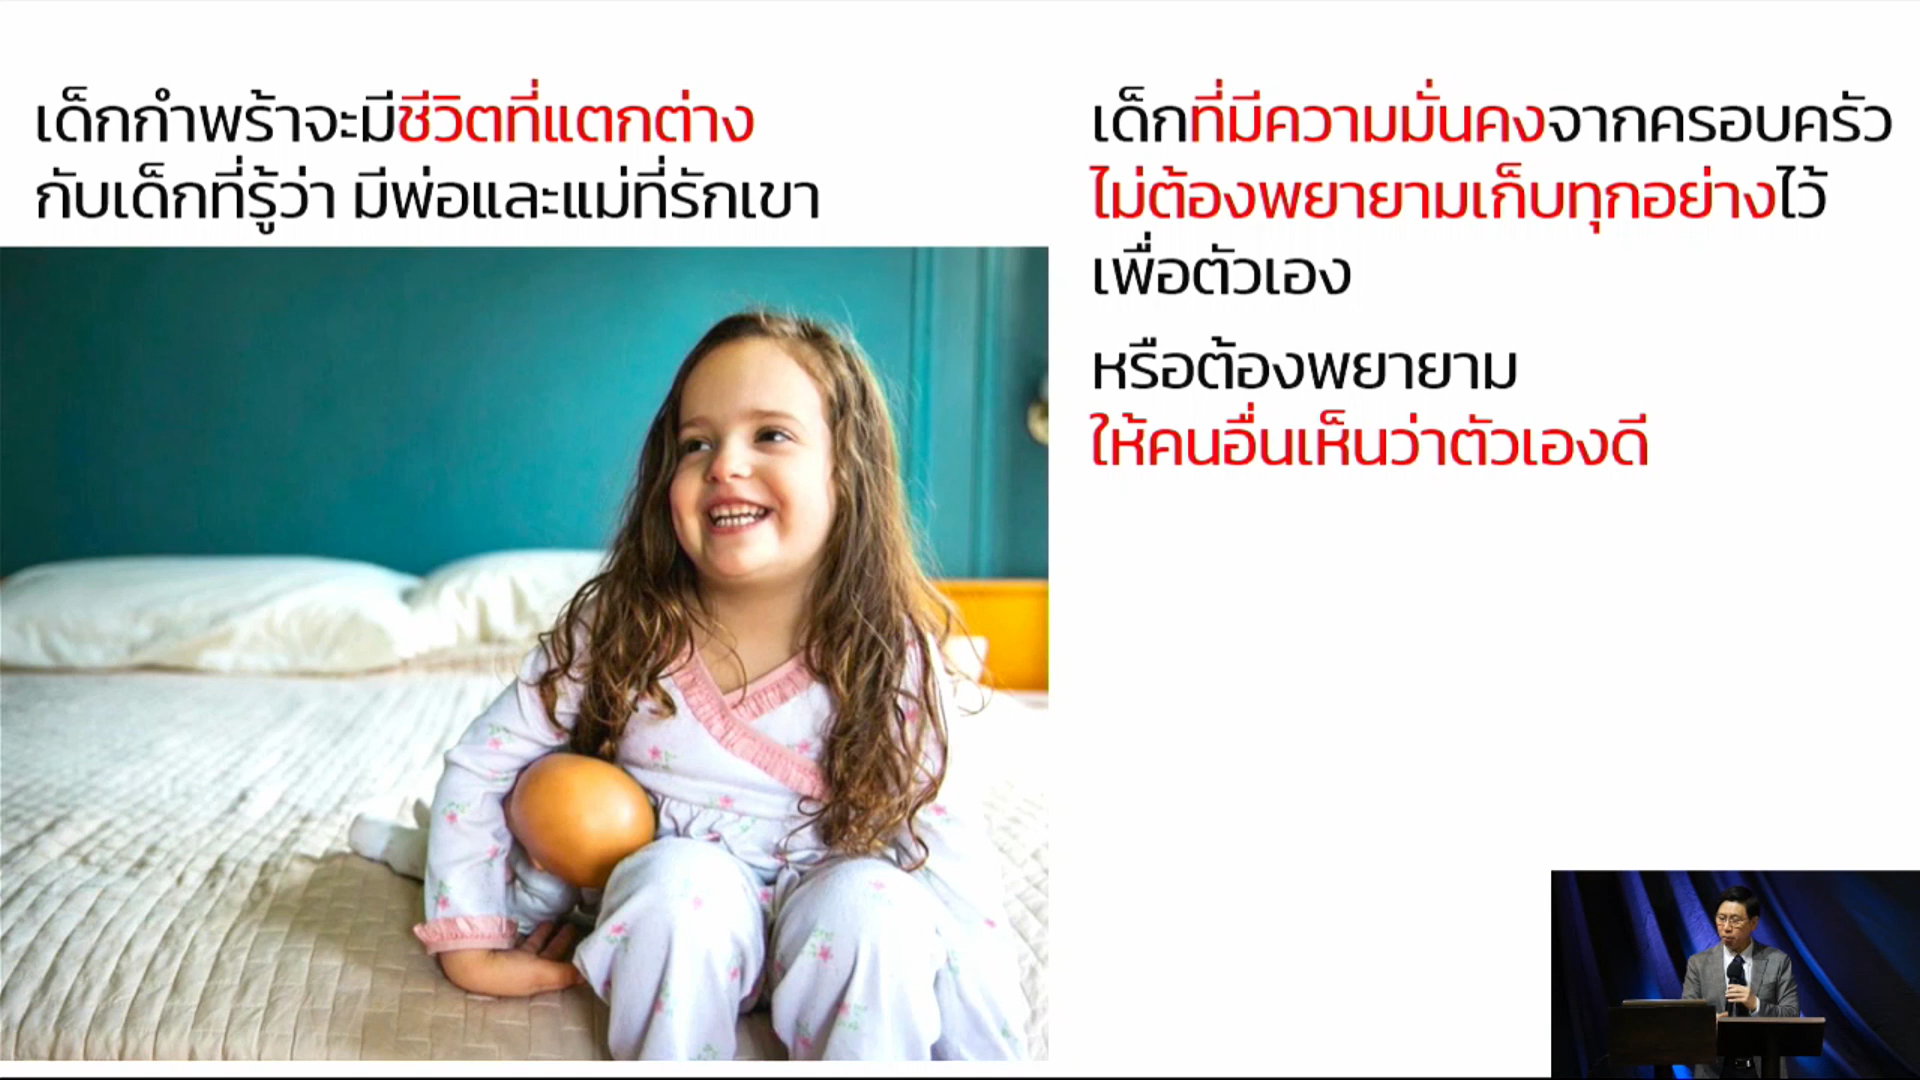 เด็กกำพร้าจะมีชีวิตที่แตกต่าง
กับเด็กที่รู้ว่า มีพ่อและแม่ที่รักเขา
เด็กที่มีความมั่นคงจากครอบครัว
ไม่ต้องพยายามเก็บทุกอย่างไว้
เพื่อตัวเอง
หรือต้องพยายาม
ให้คนอื่นเห็นว่าตัวเองดี